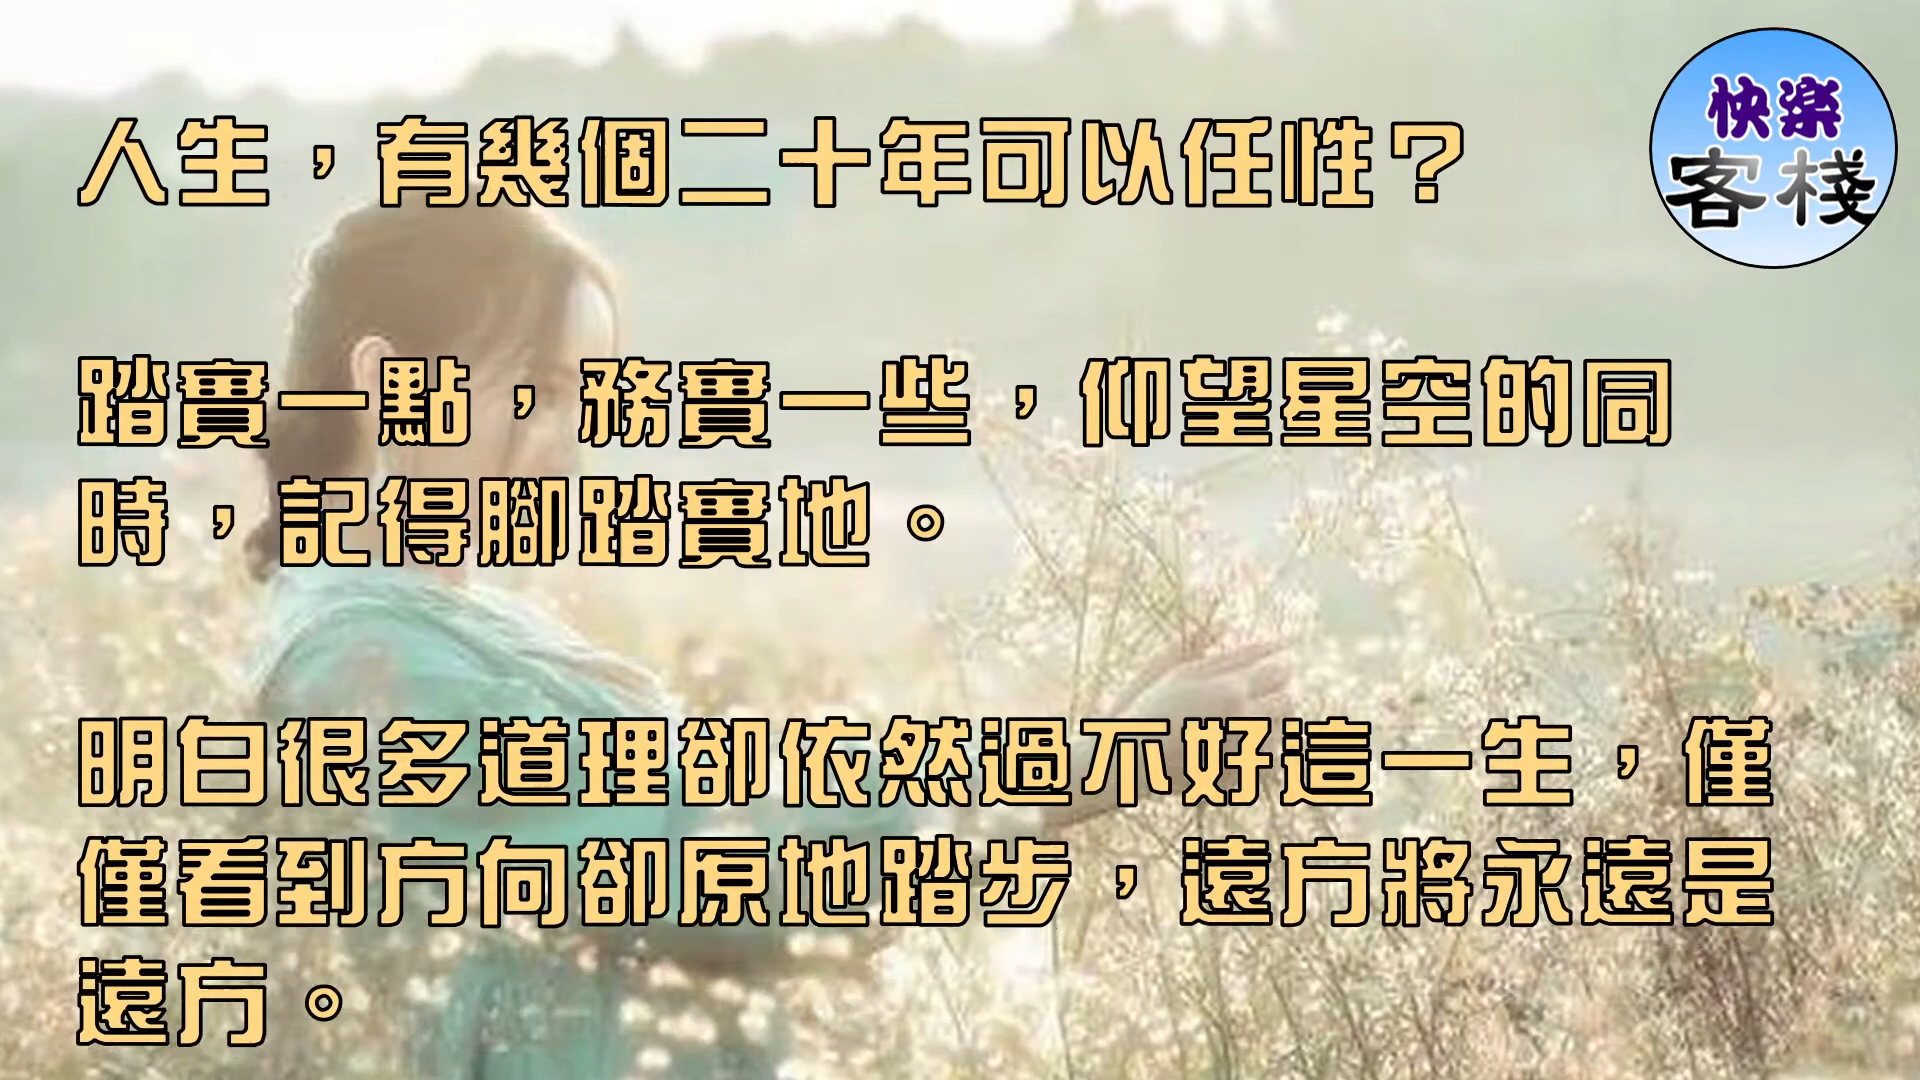 快樂
客棧
人生，有幾個二十年可以任性？
踏實一點，務實一些，仰望星空的同
時，記得腳踏實地。
明白很多道理卻依然過不好這一生，僅
僅看到方向卻原地踏步，遠方將永遠是
遠方。